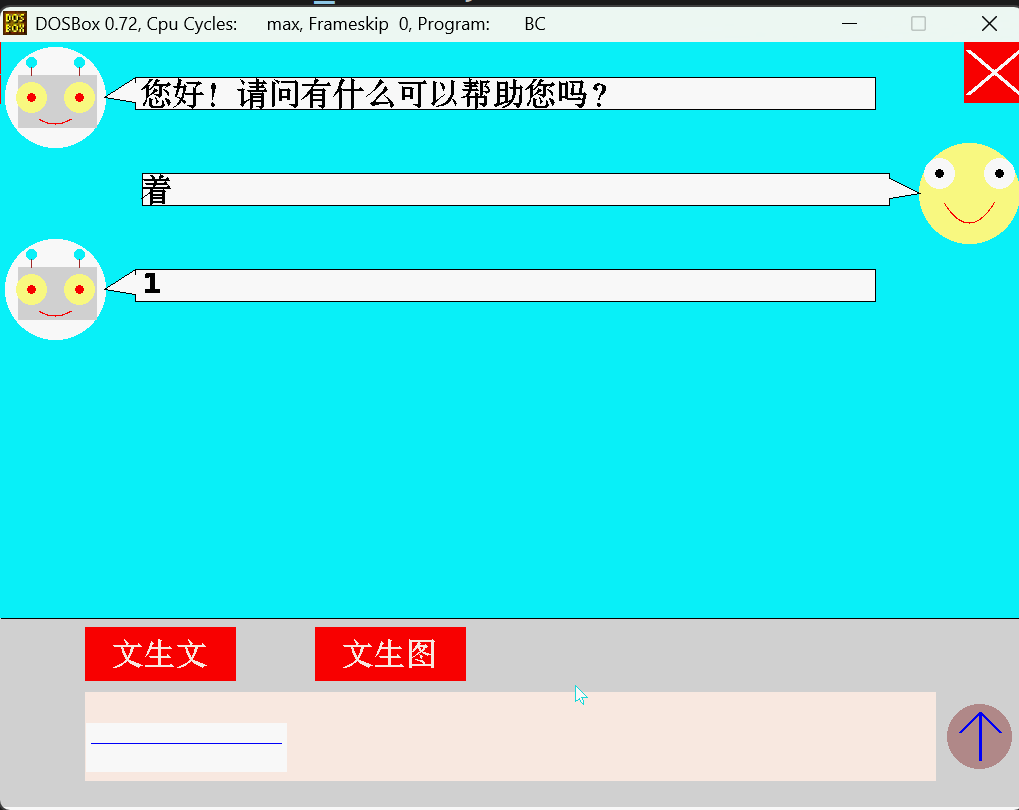 DOSBox 0.72, Cpu Cycles: max, Frameskip 0, Program: BC
您好！请问有什么可以帮助您吗？
着
1
文生文 文生图